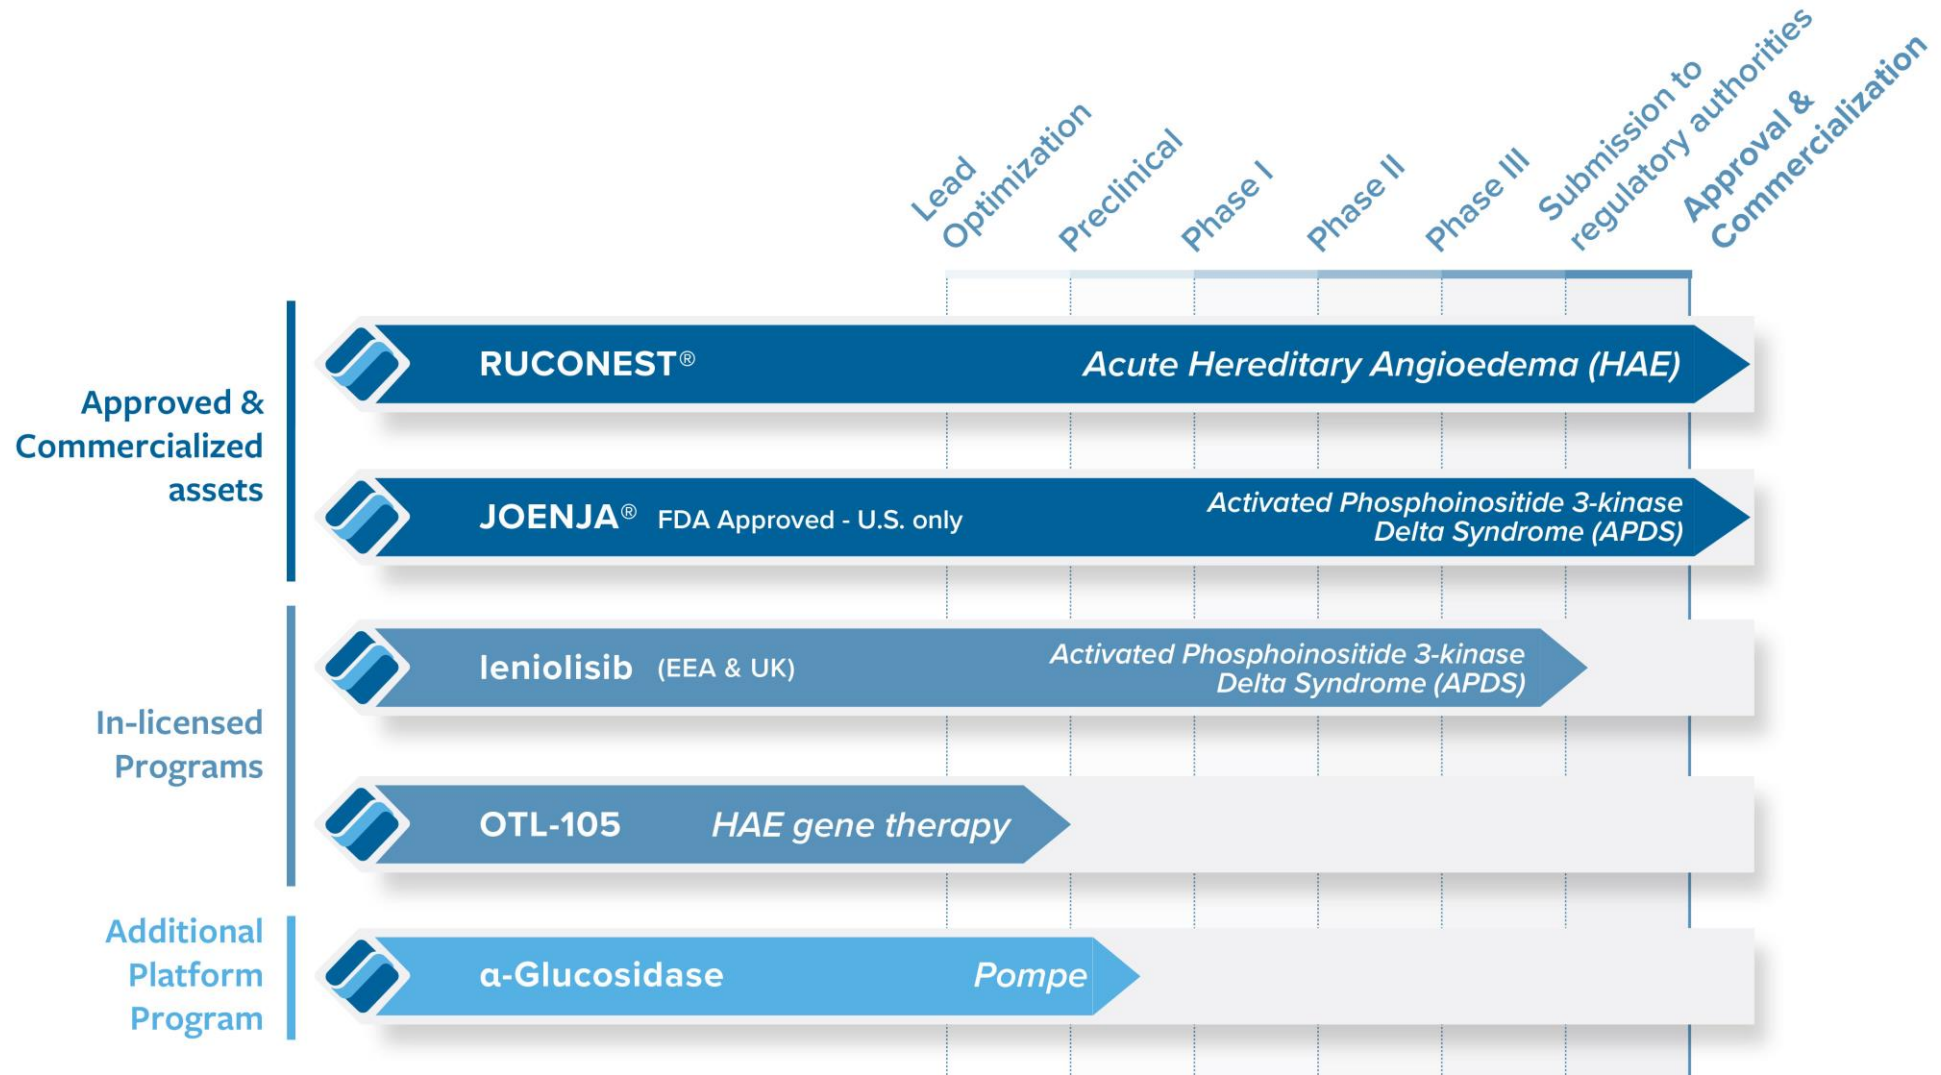 Lead
Optimization
Preclinical
Phase I
Phase II
Phase III
Submission to
regulatory authorities
Approval &
Commercialization
Approved &
Commercialized
assets
RUCONEST®
Acute Hereditary Angioedema (HAE)
JOENJA® FDA Approved - U.S. only
Activated Phosphoinositide 3-kinase
Delta Syndrome (APDS)
In-licensed
Programs
leniolisib (EEA & UK)
Activated Phosphoinositide 3-kinase
Delta Syndrome (APDS)
OTL-105
HAE gene therapy
Additional
Platform
Program
α-Glucosidase
Pompe